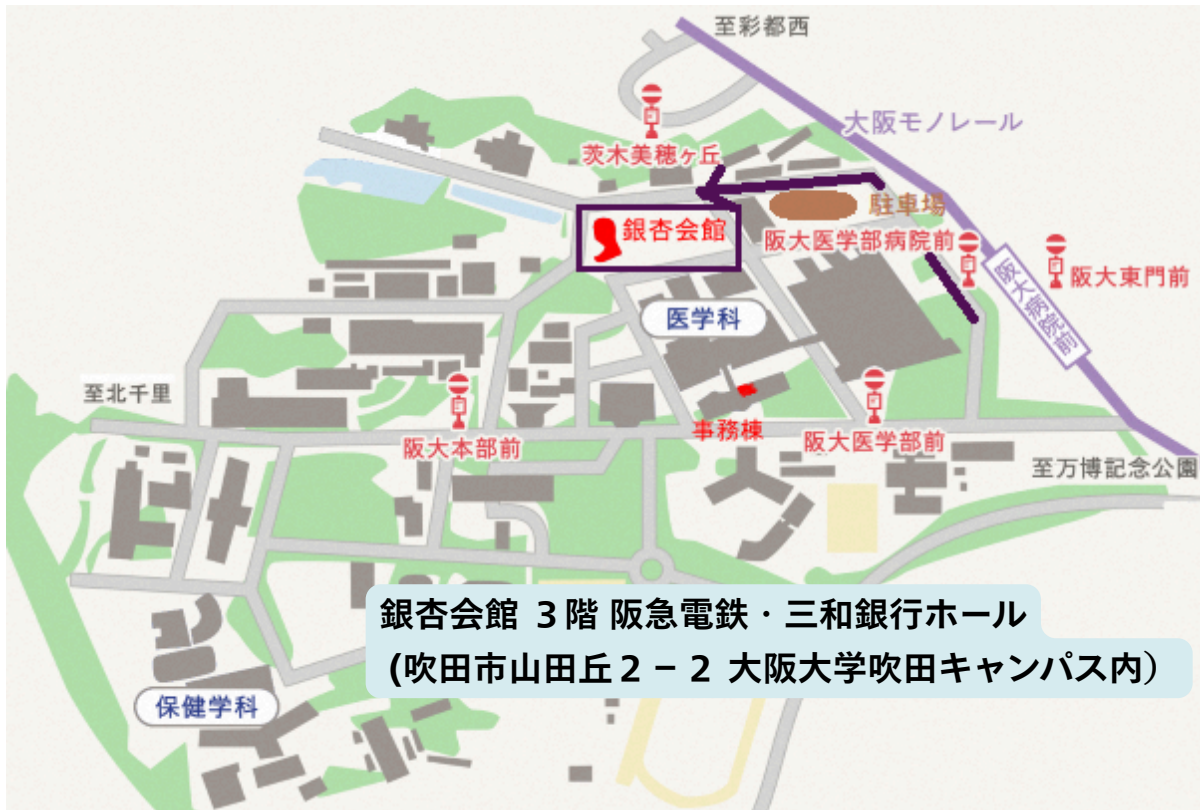 至彩都西
大阪モノレール
茨木美穂ヶ丘
駐車場
銀杏会館
阪大医学部病院前
阪大東門前
阪大病院前
医学科
至北千里
阪大本部前
事務棟
阪大医学部前
至万博記念公園
銀杏会館 3階 阪急電鉄・三和銀行ホール
(吹田市山田丘2－2 大阪大学吹田キャンパス内）
保健学科